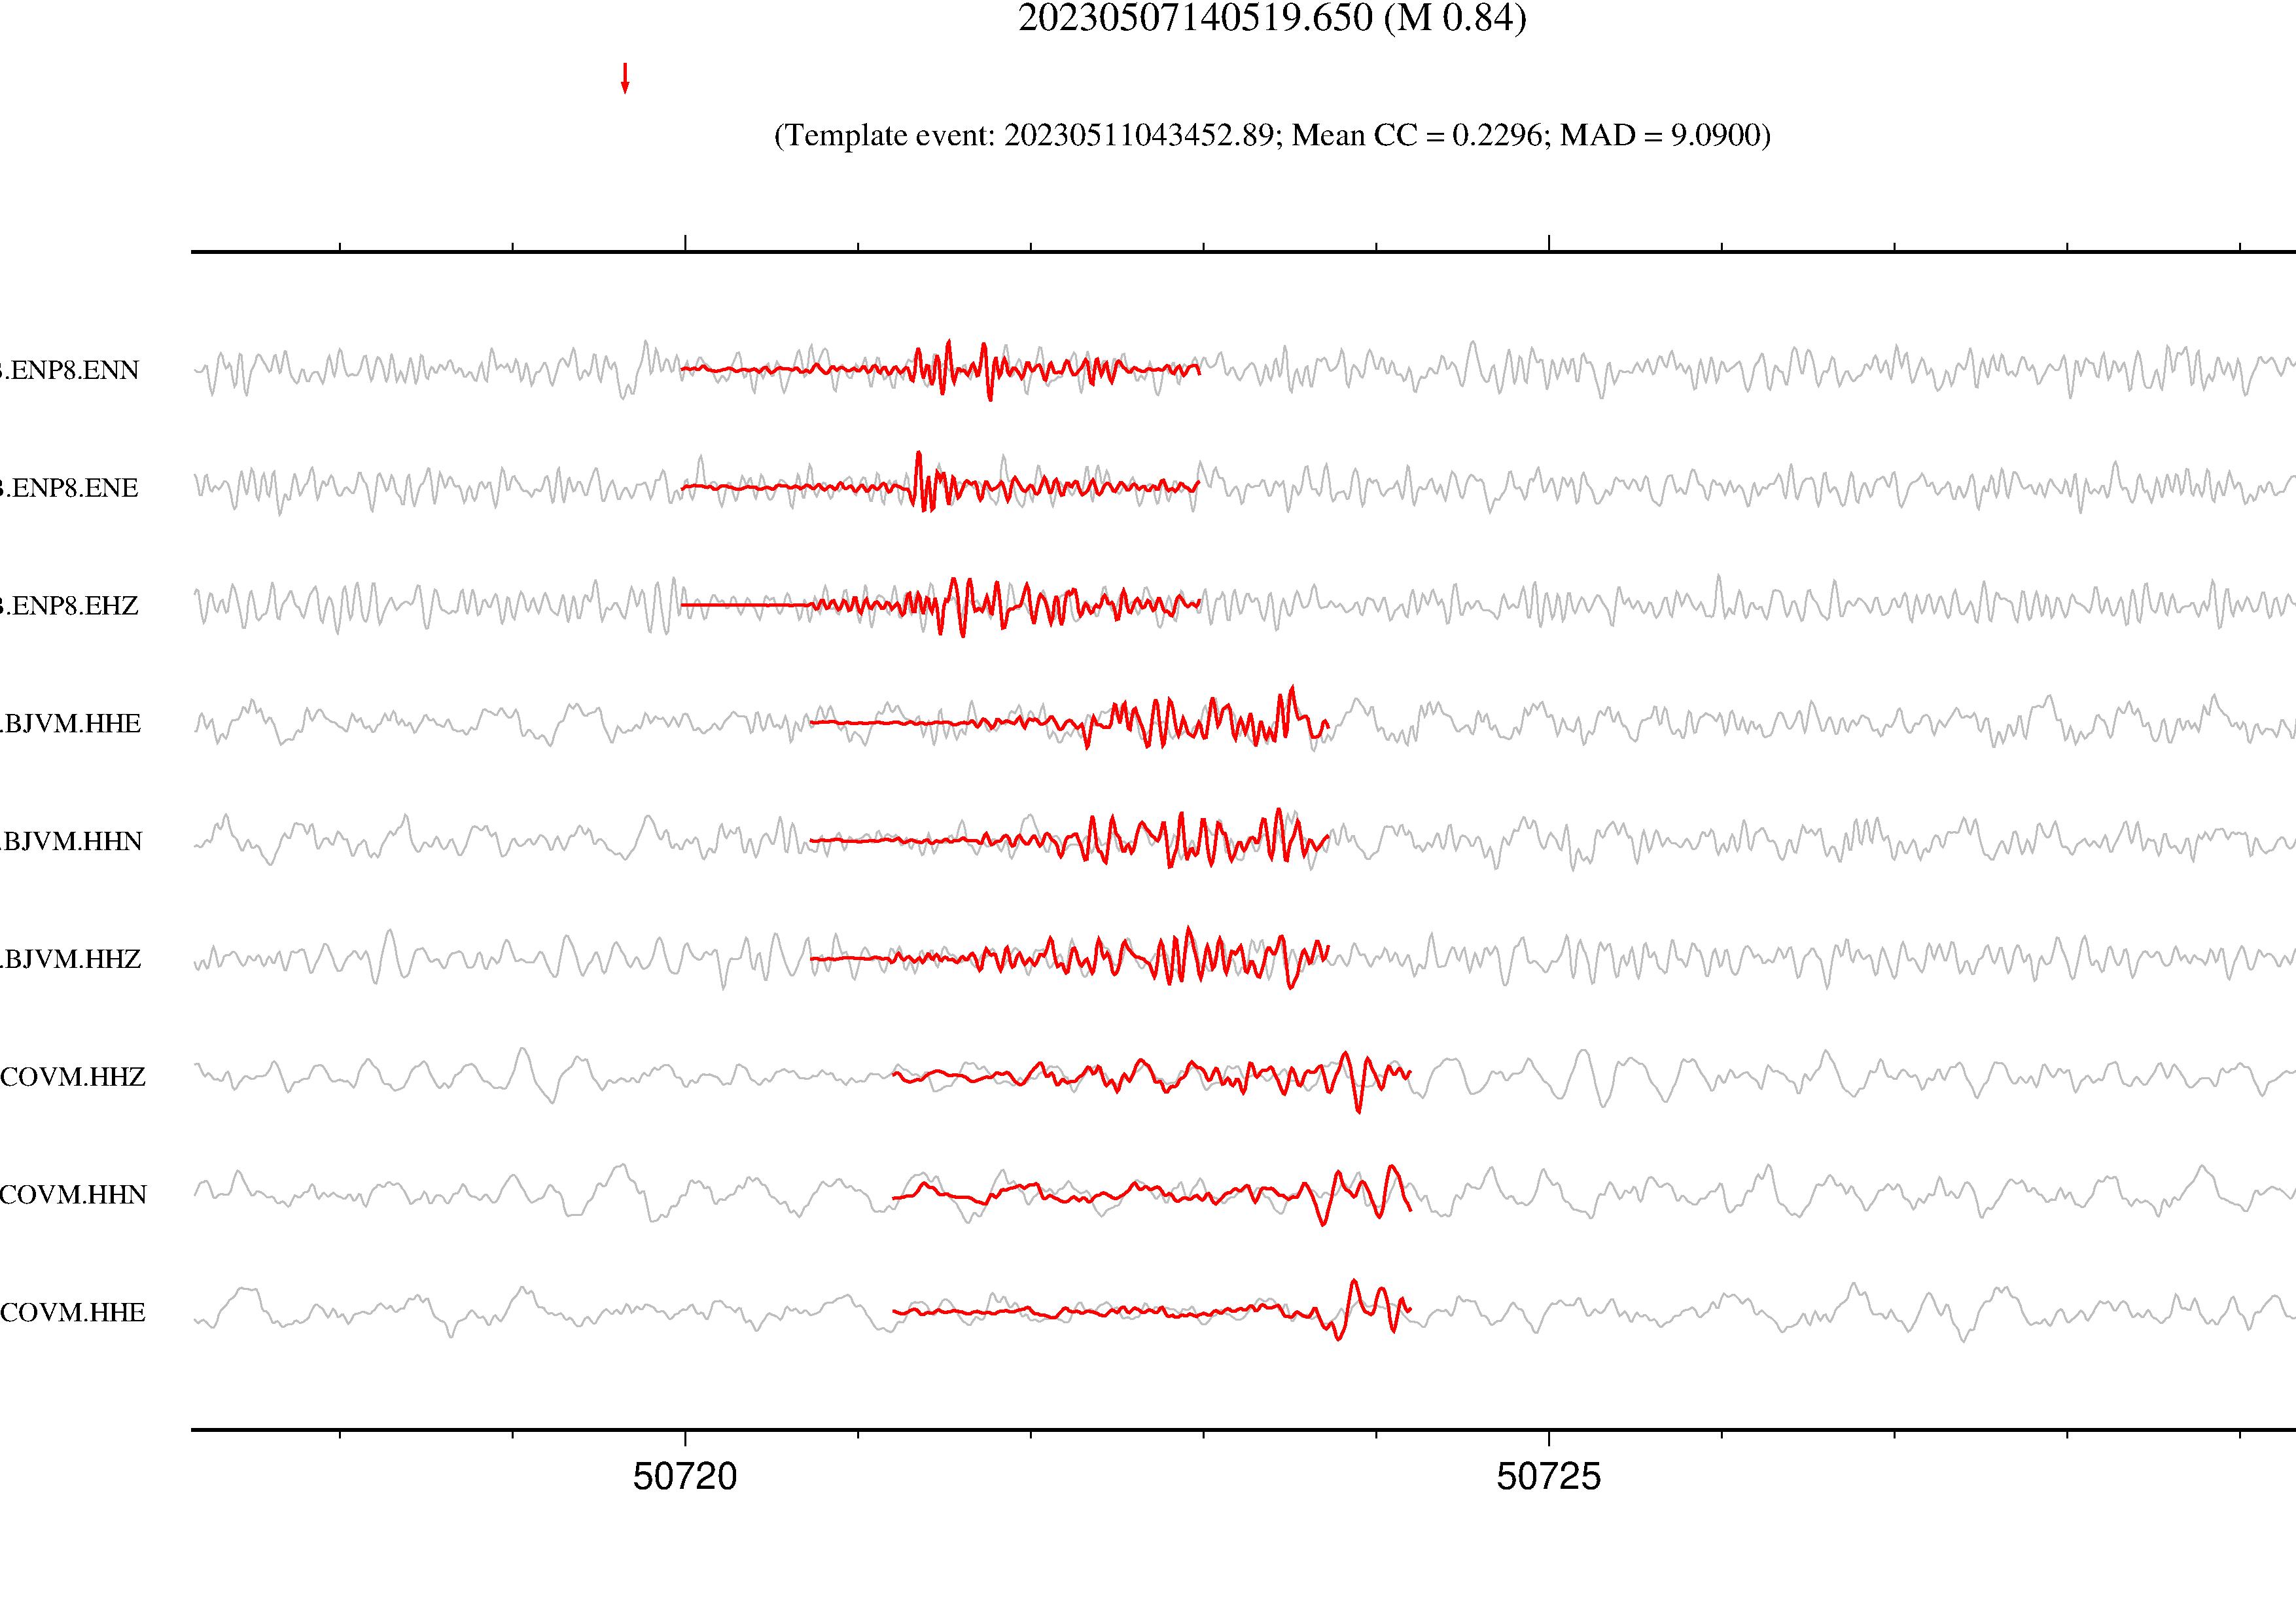 20230507140519.650 (M 0.84)
(Template event: 20230511043452.89; Mean CC = 0.2296; MAD = 9.0900)
.ENP8.ENN
.ENP8.ENE
.ENP8.EHZ
.BJVM.HHE
.BJVM.HHN
.BJVM.HHZ
COVM.HHZ
COVM.HHN
COVM.HHE
50720 50725